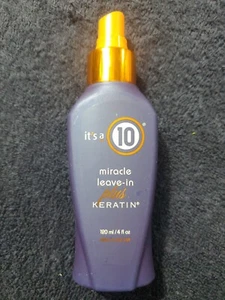 it's a 10®
miracle
leave-in
plus
KERATIN®
120 ml / 4 fl oz